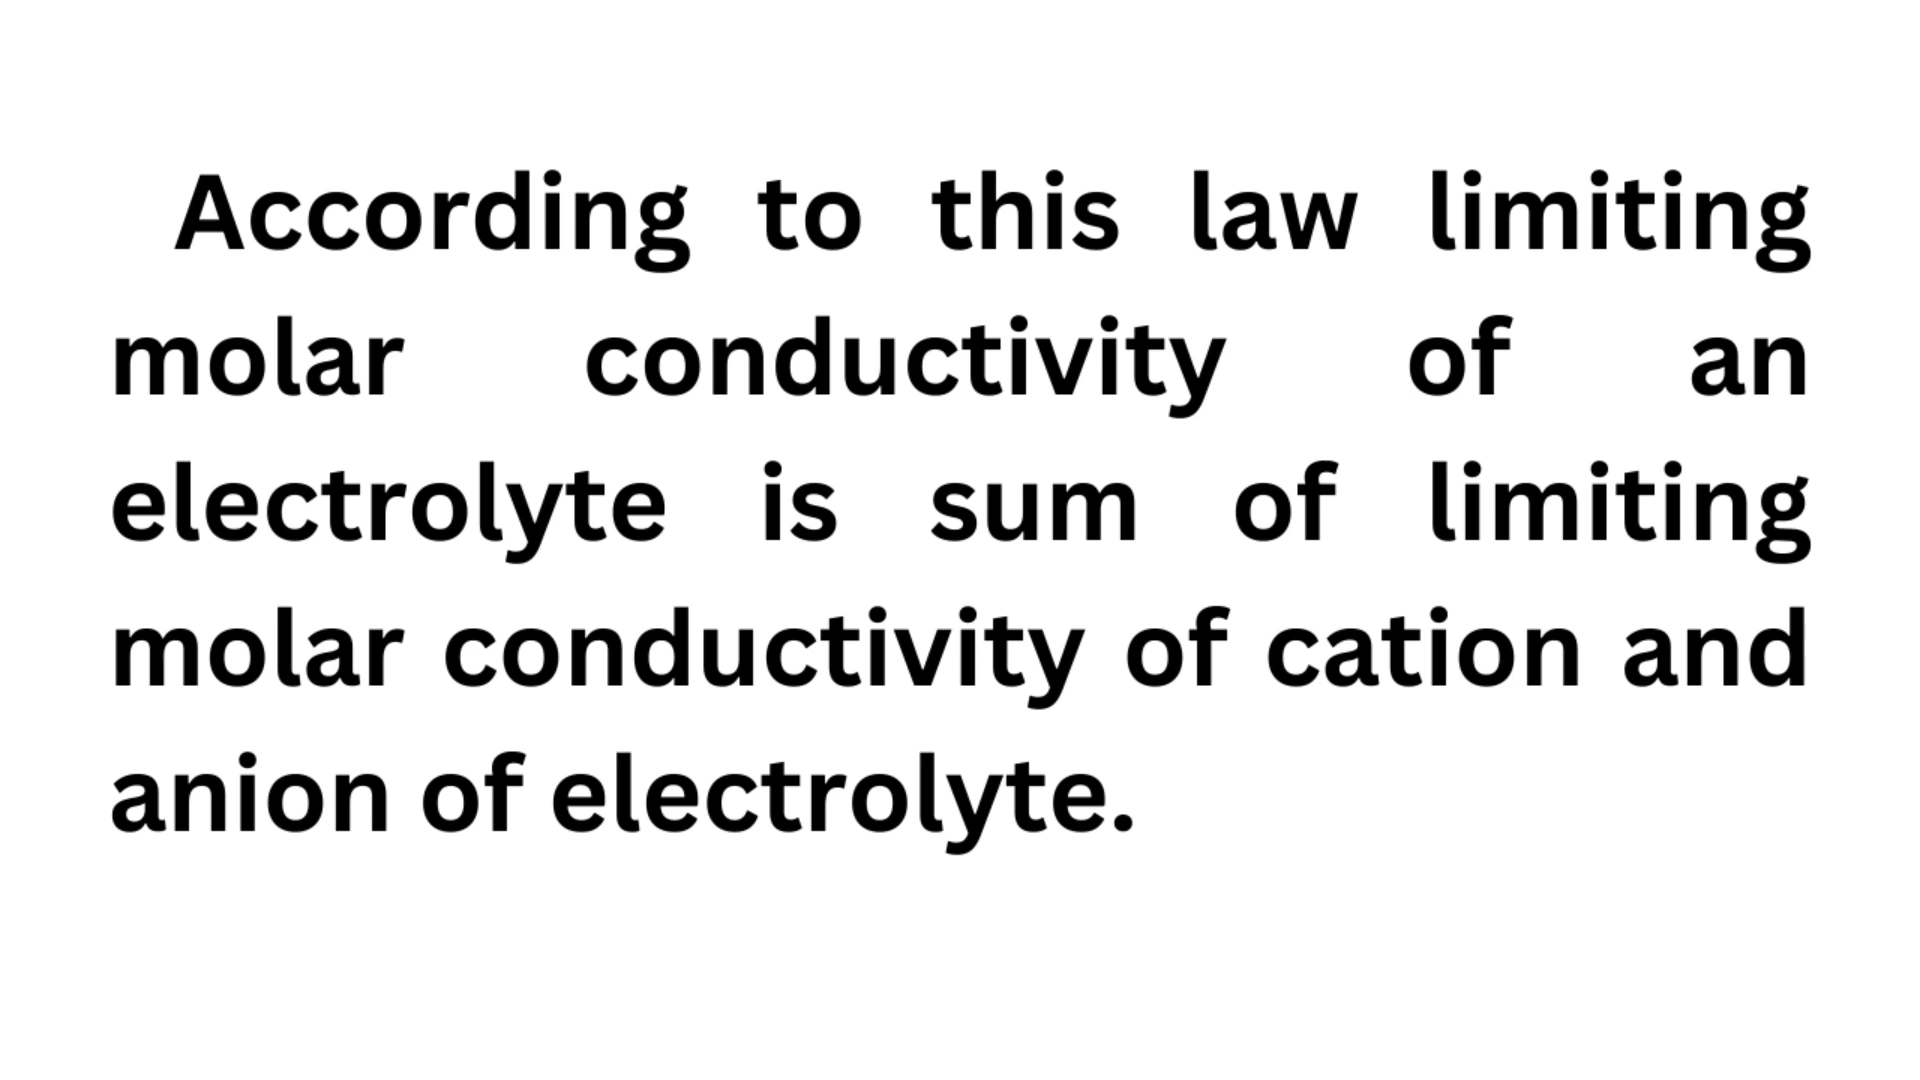 According to this law limiting
molar conductivity of an
electrolyte is sum of limiting
molar conductivity of cation and
anion of electrolyte.